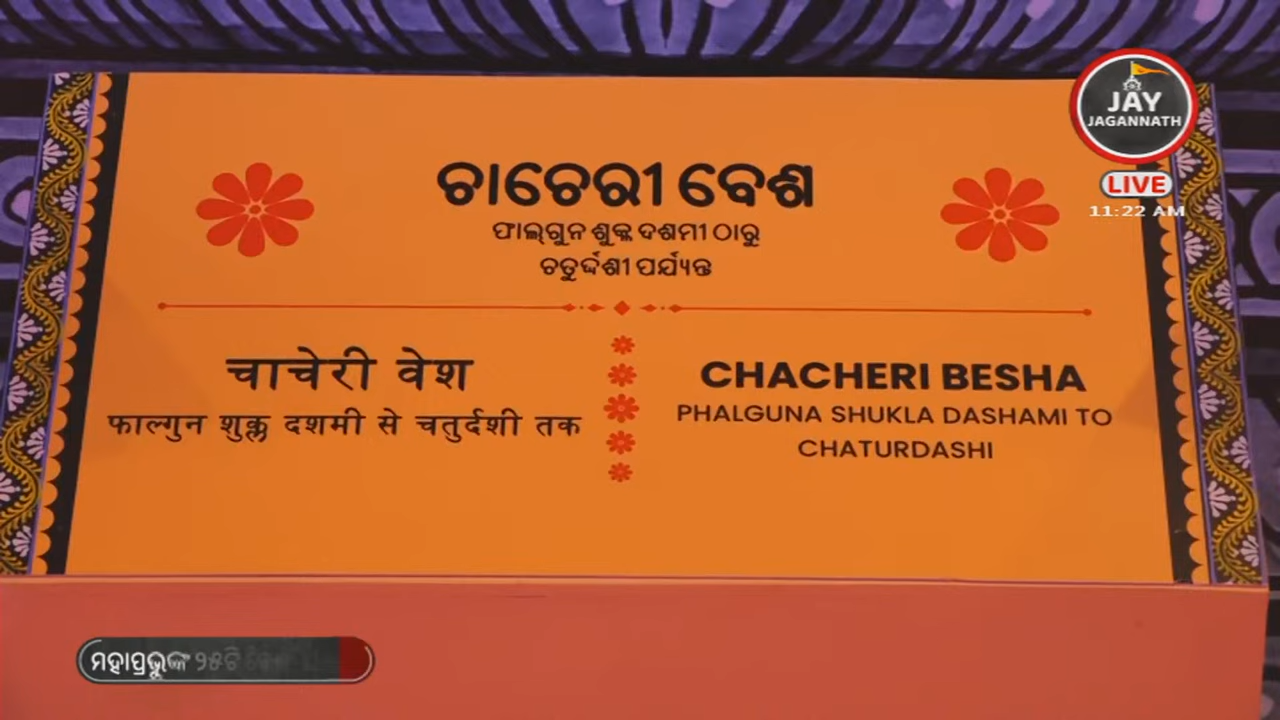 ଚାଚେରୀ ବେଶ
ଫାଲ୍‌ଗୁନ ଶୁକ୍ଳ ଦଶମୀ ଠାରୁ
ଚତୁର୍ଦ୍ଦଶୀ ପର୍ଯ୍ୟନ୍ତ
चाचेरी वेश
फाल्गुन शुक्ल दशमी से चतुर्दशी तक
CHACHERI BESHA
PHALGUNA SHUKLA DASHAMI TO
CHATURDASHI
JAY
JAGANNATH
LIVE
11:22 AM
ମହାପ୍ରଭୁଙ୍କ ୨୫ଟି